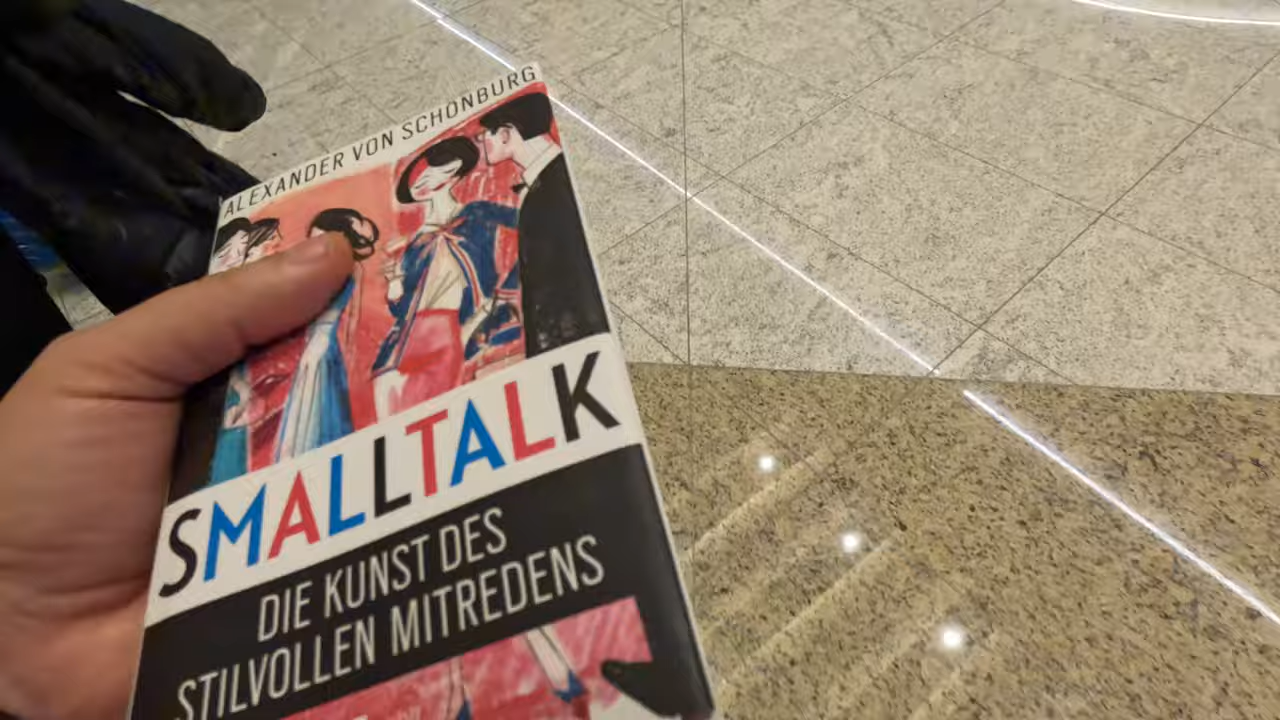 ALEXANDER VON SCHÖNBURG
SMALLTALK
DIE KUNST DES
STILVOLLEN MITREDENS